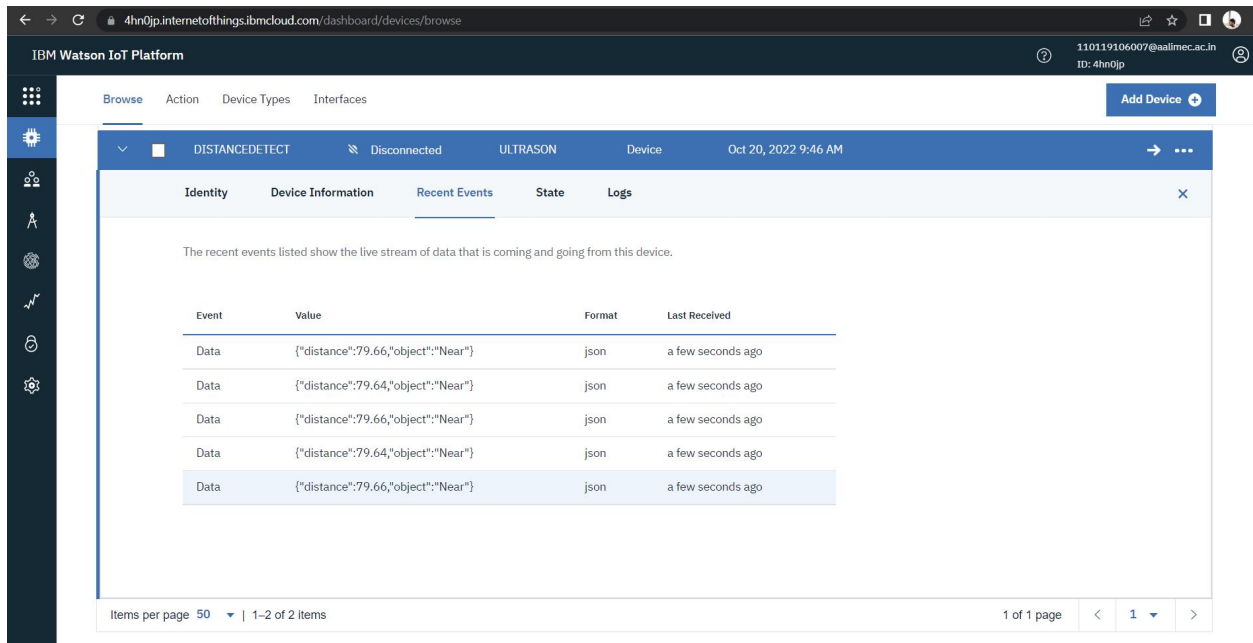 4hn0jp.internetofthings.ibmcloud.com/dashboard/devices/browse
IBM Watson IoT Platform
110119106007@aalimec.ac.in
ID: 4hn0jp
Browse Action Device Types Interfaces
Add Device
DISTANCEDETECT Disconnected ULTRASON Device Oct 20, 2022 9:46 AM
Identity Device Information Recent Events State Logs
The recent events listed show the live stream of data that is coming and going from this device.
Event Value Format Last Received
Data {"distance":79.66,"object":"Near"} json a few seconds ago
Data {"distance":79.64,"object":"Near"} json a few seconds ago
Data {"distance":79.66,"object":"Near"} json a few seconds ago
Data {"distance":79.64,"object":"Near"} json a few seconds ago
Data {"distance":79.66,"object":"Near"} json a few seconds ago
Items per page 50 | 1–2 of 2 items 1 of 1 page < 1 >